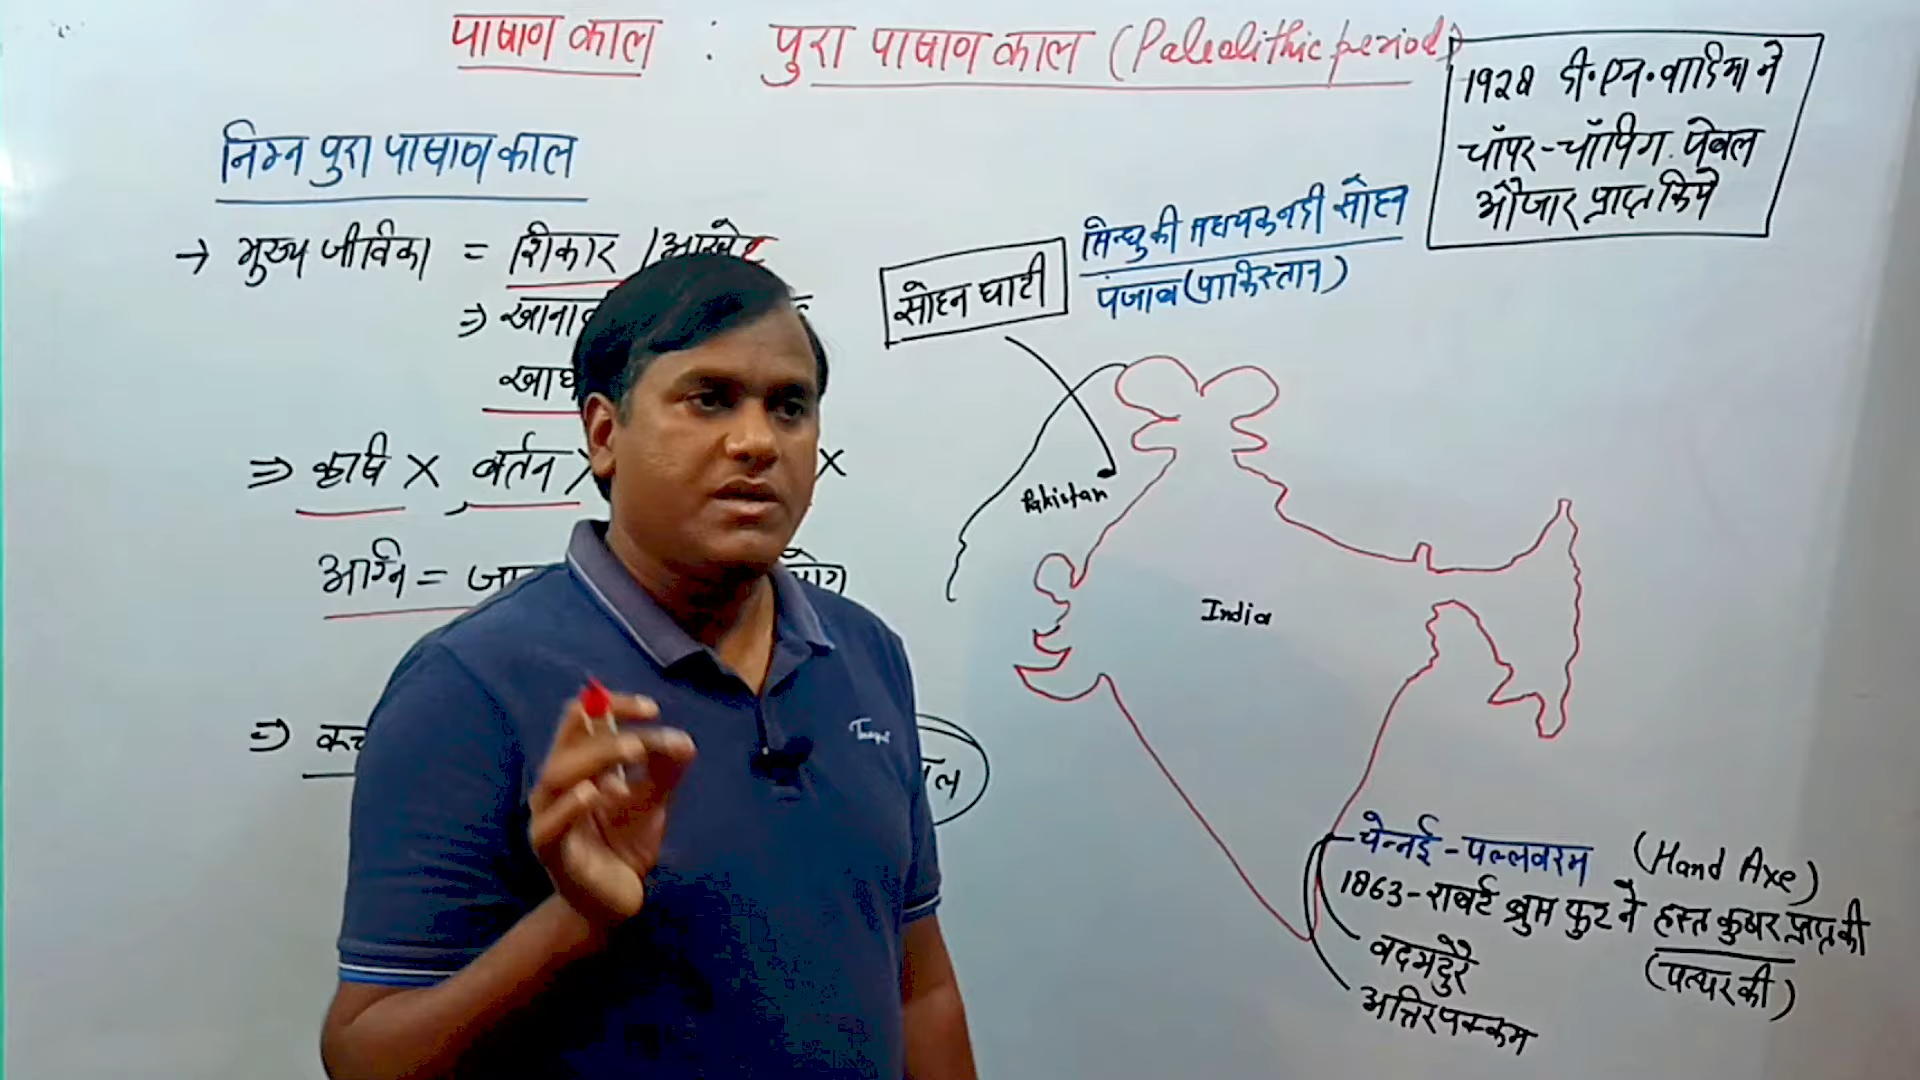 पाषाण काल : पुरा पाषाण काल (Paleolithic period)
1928 डी.एन.वाडिया ने
चॉपर-चॉपिंग पेबल
औजार प्राप्त किये
निम्न पुरा पाषाण काल
→ मुख्य जीविका = शिकार / आखेट
⇒ खाना
खाद्य
⇒ कृषि × , बर्तन × ×
अग्नि =
⇒
सोहन घाटी
सिन्धु की सहायक नदी सोहन
पंजाब (पाकिस्तान)
Pakistan
India
चेन्नई - पल्लवरम (Hand Axe)
1863 - राबर्ट ब्रुस फुट ने हस्त कुठार प्राप्त की
(पत्थर की)
वदमदुरै
अत्तिरपक्कम